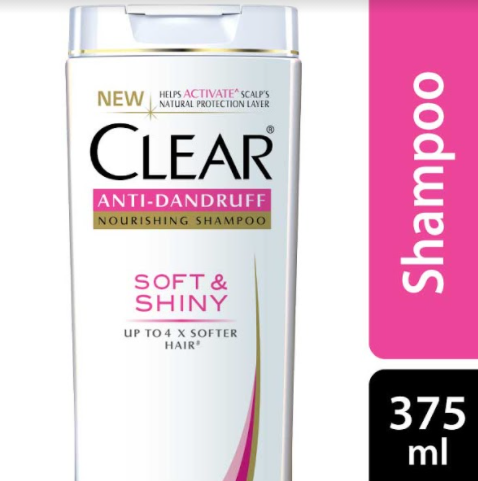 NEW
HELPS ACTIVATE^ SCALP'S
NATURAL PROTECTION LAYER
CLEAR®
ANTI-DANDRUFF
NOURISHING SHAMPOO
SOFT &
SHINY
UP TO 4 X SOFTER
HAIR#
Shampoo
375
ml